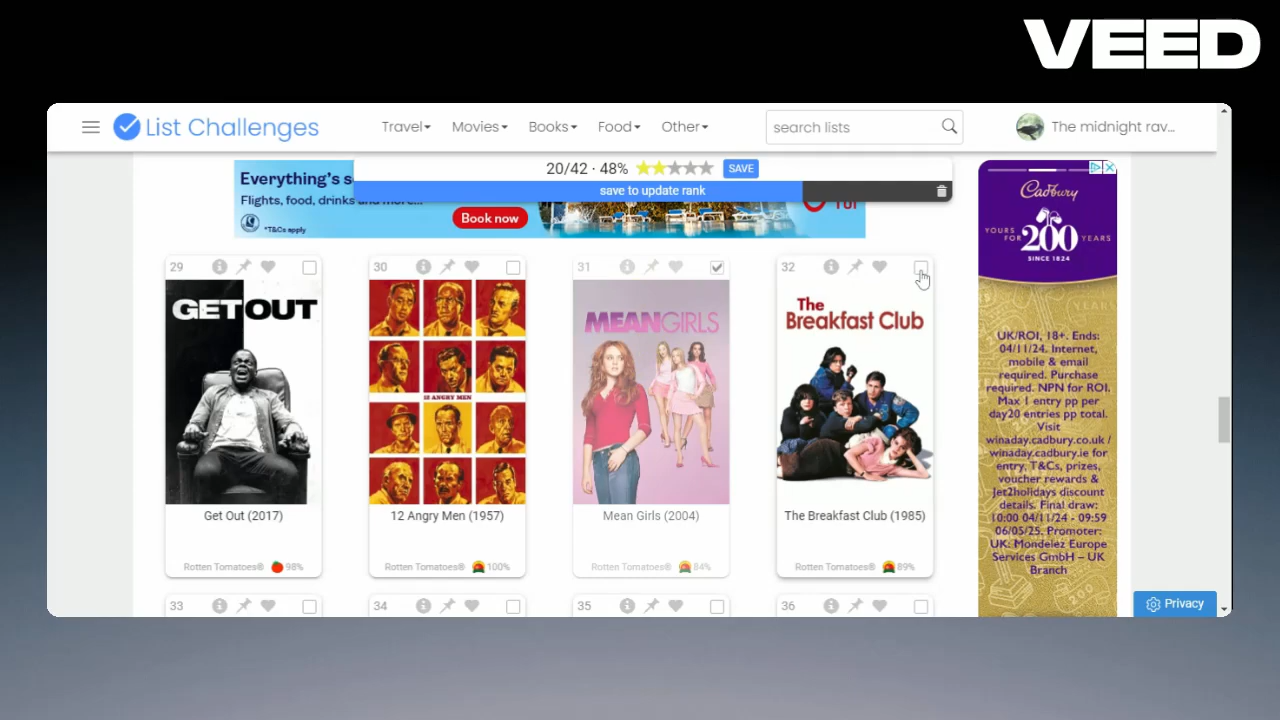 VEED
List Challenges
Travel
Movies
Books
Food
Other
search lists
The midnight rav...
20/42 · 48%
SAVE
save to update rank
Everything's s
Flights, food, drinks and more...
*T&Cs apply
Book now
29
30
31
32
GET OUT
12 ANGRY MEN
MEAN GIRLS
The
Breakfast Club
Get Out (2017)
12 Angry Men (1957)
Mean Girls (2004)
The Breakfast Club (1985)
Rotten Tomatoes® 98%
Rotten Tomatoes® 100%
Rotten Tomatoes® 84%
Rotten Tomatoes® 89%
33
34
35
36
Cadbury
YOURS FOR 200 YEARS
SINCE 1824
UK/ROI, 18+. Ends:
04/11/24. Internet,
mobile & email
required. Purchase
required. NPN for ROI.
Max 1 entry pp per
day20 entries pp total.
Visit
winaday.cadbury.co.uk /
winaday.cadbury.ie for
entry, T&Cs, prizes,
voucher rewards &
Jet2holidays discount
details. Final draw:
10:00 04/11/24 - 09:59
06/05/25. Promoter:
UK: Mondelez Europe
Services GmbH – UK
Branch
Privacy